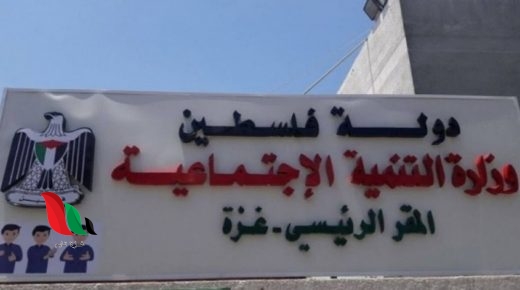 دولة فلسطين
وزارة التنمية الإجتماعية
المقر الرئيسي - غزة